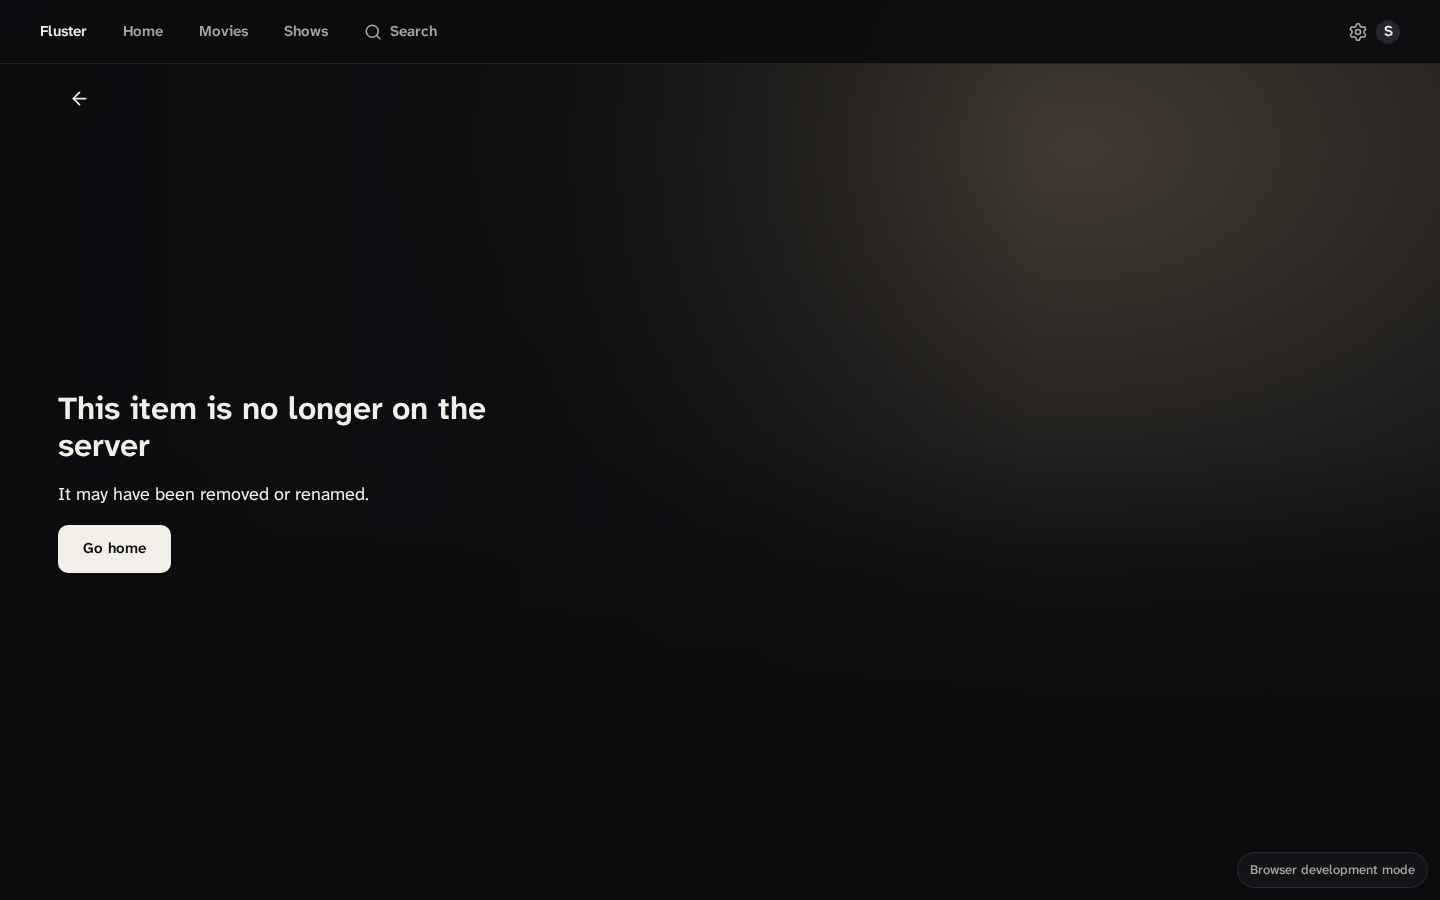 Fluster
Home
Movies
Shows
Search
S
This item is no longer on the
server
It may have been removed or renamed.
Go home
Browser development mode